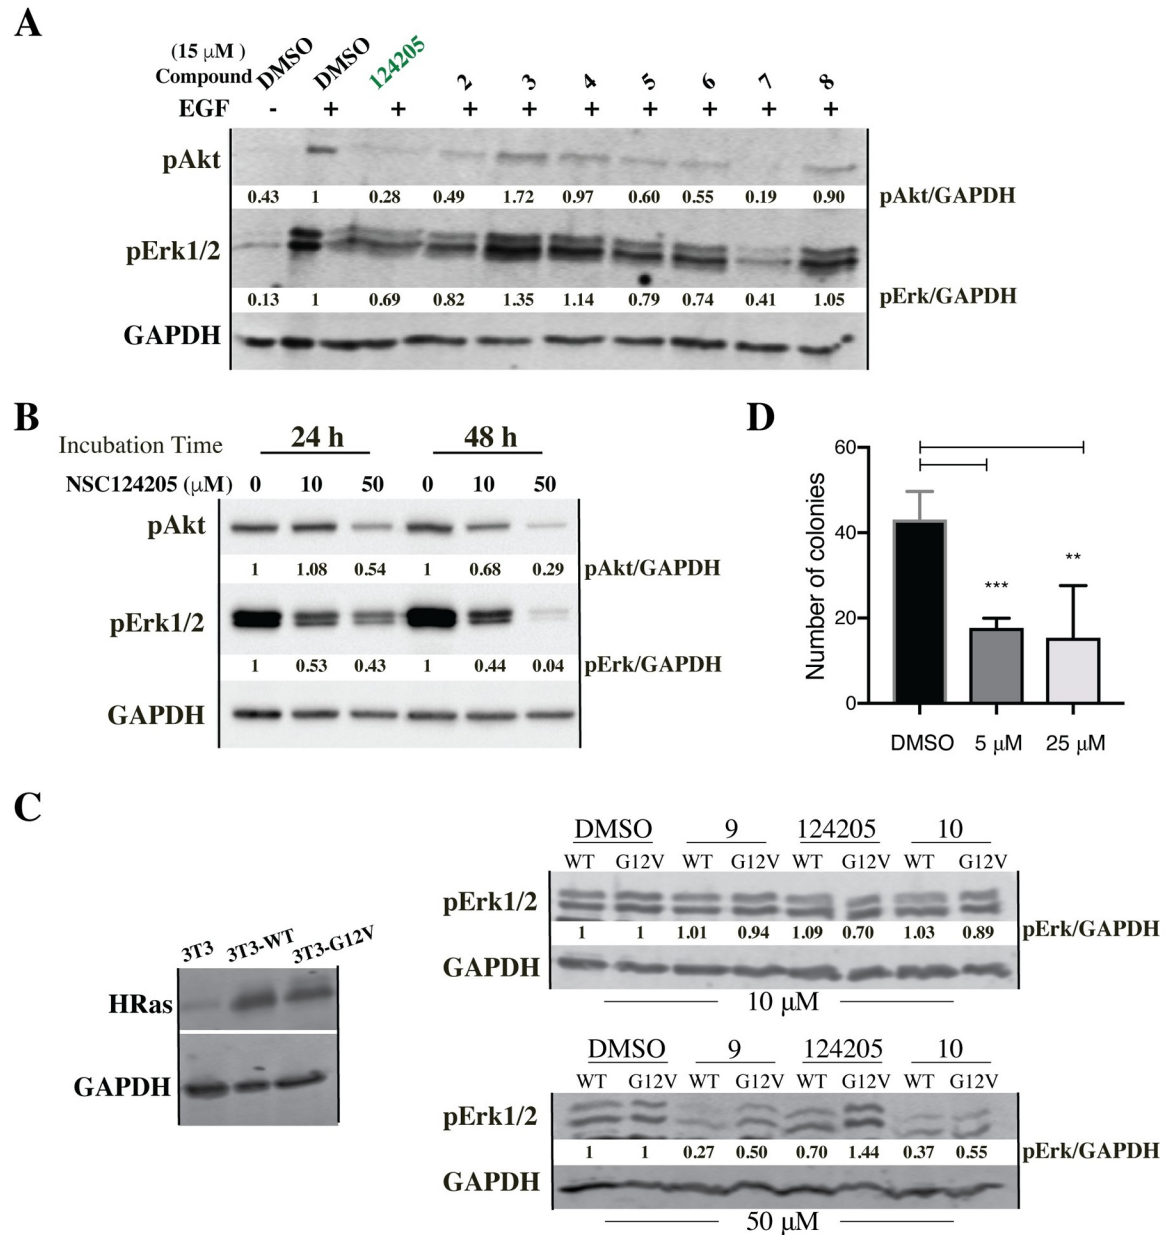 A
(15 μM )
Compound DMSO DMSO 124205 2 3 4 5 6 7 8
EGF - + + + + + + + + +
pAkt
0.43 1 0.28 0.49 1.72 0.97 0.60 0.55 0.19 0.90 pAkt/GAPDH
pErk1/2
0.13 1 0.69 0.82 1.35 1.14 0.79 0.74 0.41 1.05 pErk/GAPDH
GAPDH
B
Incubation Time 24 h 48 h
NSC124205 (μM) 0 10 50 0 10 50
pAkt
1 1.08 0.54 1 0.68 0.29 pAkt/GAPDH
pErk1/2
1 0.53 0.43 1 0.44 0.04 pErk/GAPDH
GAPDH
D
Number of colonies
60
40
20
0
***
**
DMSO 5 μM 25 μM
C
3T3 3T3-WT 3T3-G12V
HRas
GAPDH
DMSO 9 124205 10
WT G12V WT G12V WT G12V WT G12V
pErk1/2
1 1 1.01 0.94 1.09 0.70 1.03 0.89 pErk/GAPDH
GAPDH
10 μM
DMSO 9 124205 10
WT G12V WT G12V WT G12V WT G12V
pErk1/2
1 1 0.27 0.50 0.70 1.44 0.37 0.55 pErk/GAPDH
GAPDH
50 μM